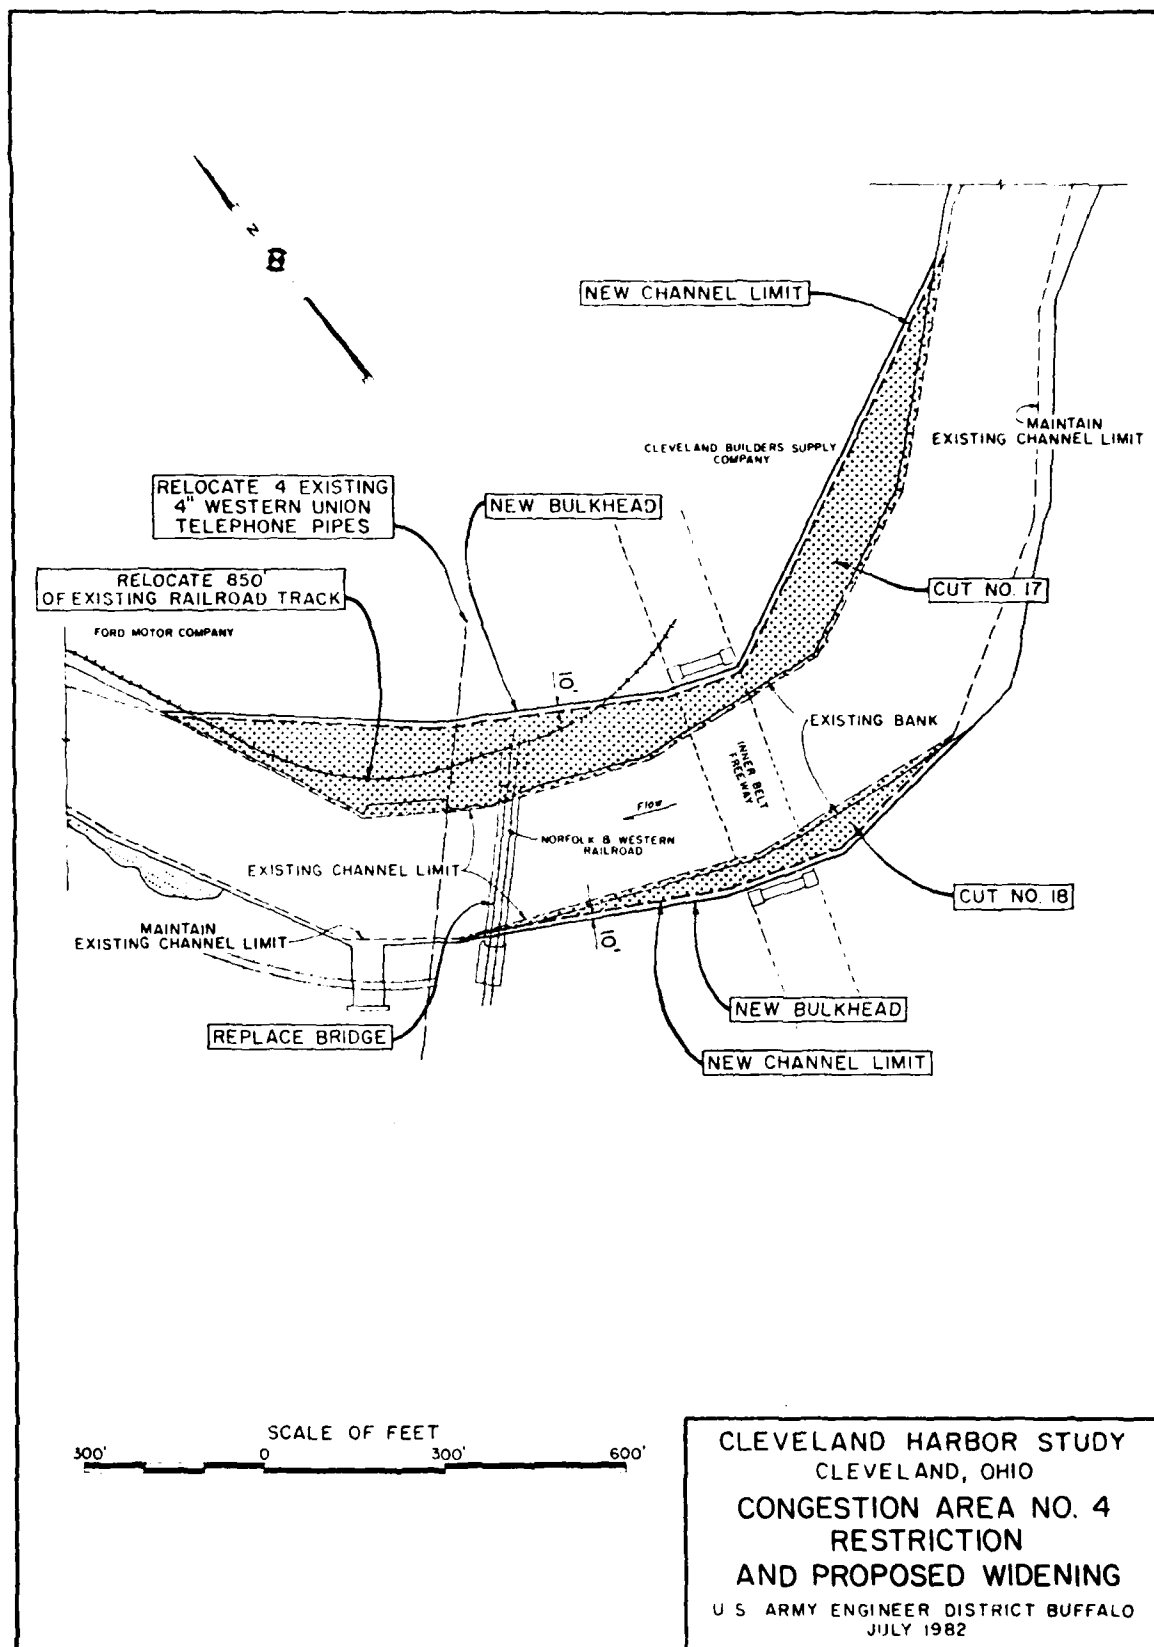 N
8
NEW CHANNEL LIMIT
MAINTAIN
EXISTING CHANNEL LIMIT
CLEVELAND BUILDERS SUPPLY
COMPANY
RELOCATE 4 EXISTING
4" WESTERN UNION
TELEPHONE PIPES
NEW BULKHEAD
RELOCATE 850'
OF EXISTING RAILROAD TRACK
CUT NO. 17
FORD MOTOR COMPANY
10'
EXISTING BANK
INNER BELT
FREEWAY
Flow
NORFOLK & WESTERN
RAILROAD
EXISTING CHANNEL LIMIT
CUT NO. 18
MAINTAIN
EXISTING CHANNEL LIMIT
10'
NEW BULKHEAD
REPLACE BRIDGE
NEW CHANNEL LIMIT
SCALE OF FEET
300' 0 300' 600'
CLEVELAND HARBOR STUDY
CLEVELAND, OHIO
CONGESTION AREA NO. 4
RESTRICTION
AND PROPOSED WIDENING
U S ARMY ENGINEER DISTRICT BUFFALO
JULY 1982